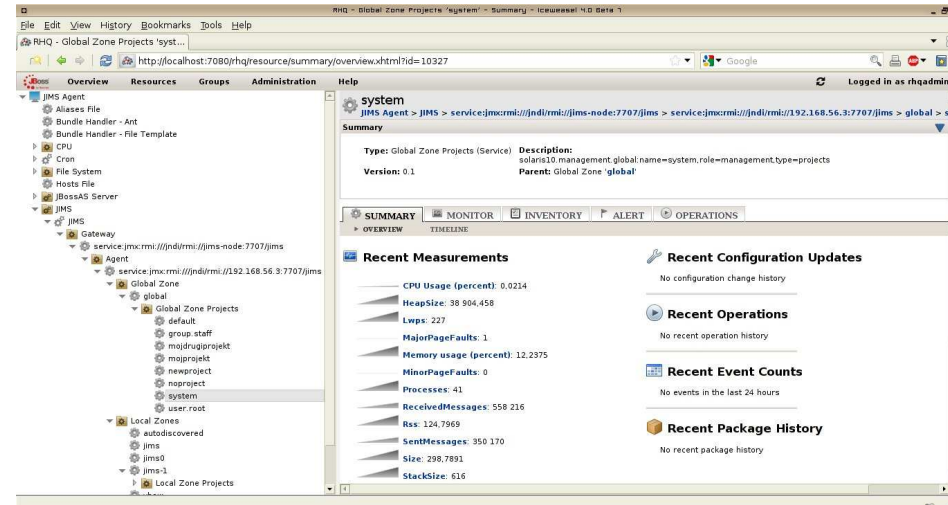 RHQ - Global Zone Projects 'system' - Summary - Iceweasel 4.0 Beta 7
File Edit View History Bookmarks Tools Help
RHQ - Global Zone Projects 'syst...
http://localhost:7080/rhq/resource/summary/overview.xhtml?id=10327
Google
JBoss Overview Resources Groups Administration Help
Logged in as rhqadmin
JIMS Agent
Aliases File
Bundle Handler - Ant
Bundle Handler - File Template
CPU
Cron
File System
Hosts File
JBossAS Server
JIMS
JIMS
Gateway
service:jmx:rmi:///jndi/rmi://jims-node:7707/jims
Agent
service:jmx:rmi:///jndi/rmi://192.168.56.3:7707/jims
Global Zone
global
Global Zone Projects
default
group.staff
mojdrugiprojekt
mojprojekt
newproject
noproject
system
user.root
Local Zones
autodiscovered
jims
jims0
jims-1
Local Zone Projects
system
JIMS Agent > JIMS > service:jmx:rmi:///jndi/rmi://jims-node:7707/jims > service:jmx:rmi:///jndi/rmi://192.168.56.3:7707/jims > global > s
Summary
Type: Global Zone Projects (Service)
Description:
solaris10.management.global:name=system,role=management,type=projects
Version: 0.1
Parent: Global Zone 'global'
SUMMARY MONITOR INVENTORY ALERT OPERATIONS
OVERVIEW TIMELINE
Recent Measurements
CPU Usage (percent): 0,0214
HeapSize: 38 904,458
Lwps: 227
MajorPageFaults: 1
Memory usage (percent): 12,2375
MinorPageFaults: 0
Processes: 41
ReceivedMessages: 558 216
Rss: 124,7969
SentMessages: 350 170
Size: 298,7891
StackSize: 616
Recent Configuration Updates
No configuration change history
Recent Operations
No recent operation history
Recent Event Counts
No events in the last 24 hours
Recent Package History
No recent package history